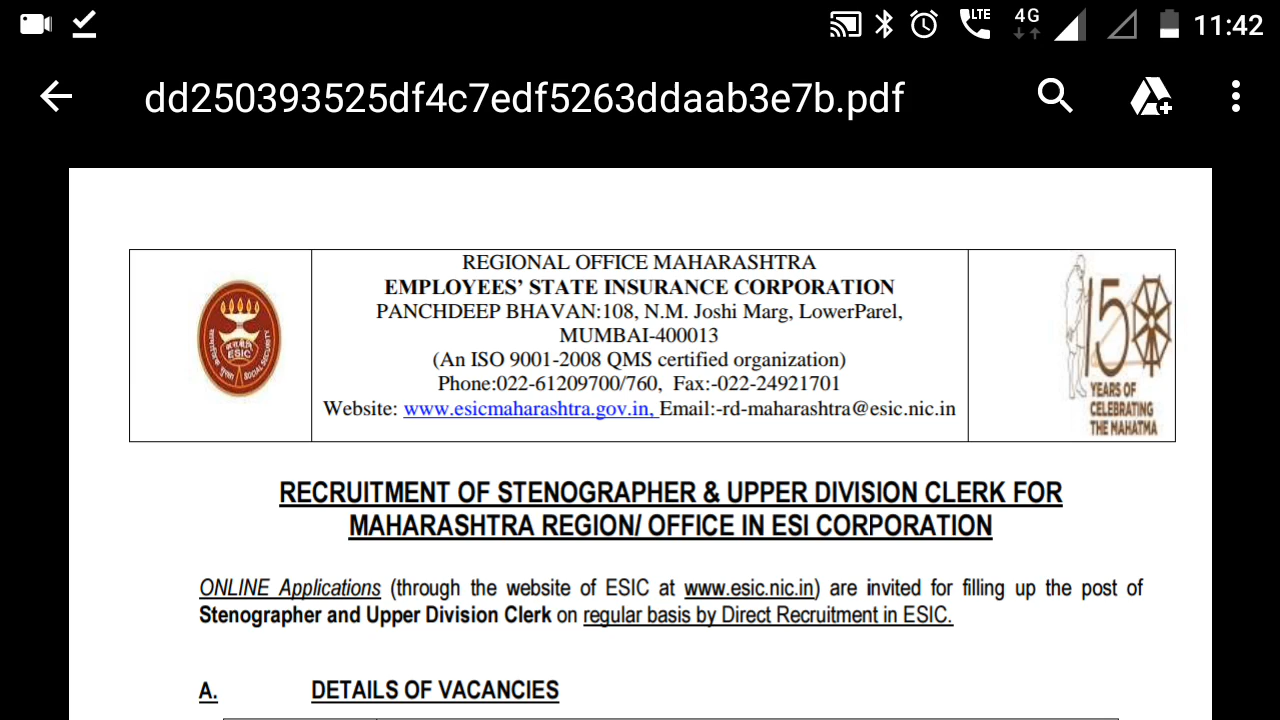 LTE
4G
11:42
dd250393525df4c7edf5263ddaab3e7b.pdf
REGIONAL OFFICE MAHARASHTRA
EMPLOYEES' STATE INSURANCE CORPORATION
PANCHDEEP BHAVAN:108, N.M. Joshi Marg, LowerParel,
MUMBAI-400013
(An ISO 9001-2008 QMS certified organization)
Phone:022-61209700/760, Fax:-022-24921701
Website: www.esicmaharashtra.gov.in, Email:-rd-maharashtra@esic.nic.in
ESIC
SOCIAL SECURITY
150
YEARS OF
CELEBRATING
THE MAHATMA
RECRUITMENT OF STENOGRAPHER & UPPER DIVISION CLERK FOR
MAHARASHTRA REGION/ OFFICE IN ESI CORPORATION
ONLINE Applications (through the website of ESIC at www.esic.nic.in) are invited for filling up the post of
Stenographer and Upper Division Clerk on regular basis by Direct Recruitment in ESIC.
A. DETAILS OF VACANCIES